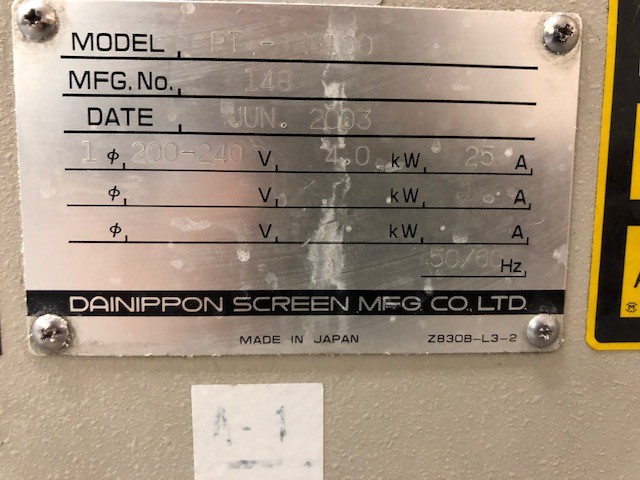 MODEL PT-
MFG.No. 148
DATE JUN. 2003
1 φ 200-240 V 4.0 kW 25 A
φ V kW A
φ V kW A
50/60 Hz
DAINIPPON SCREEN MFG. CO., LTD.
MADE IN JAPAN Z830B-L3-2
A-1